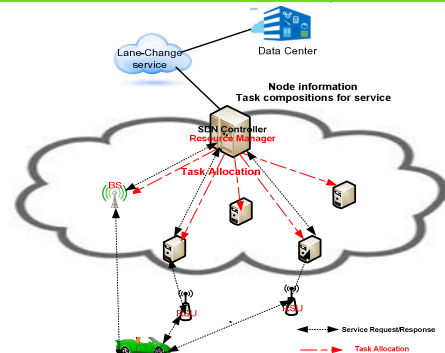 Lane-Change
service
Data Center
Node information
Task compositions for service
SDN Controller
Resource Manager
BS
Task Allocation
RSU
RSU
Service Request/Response
Task Allocation